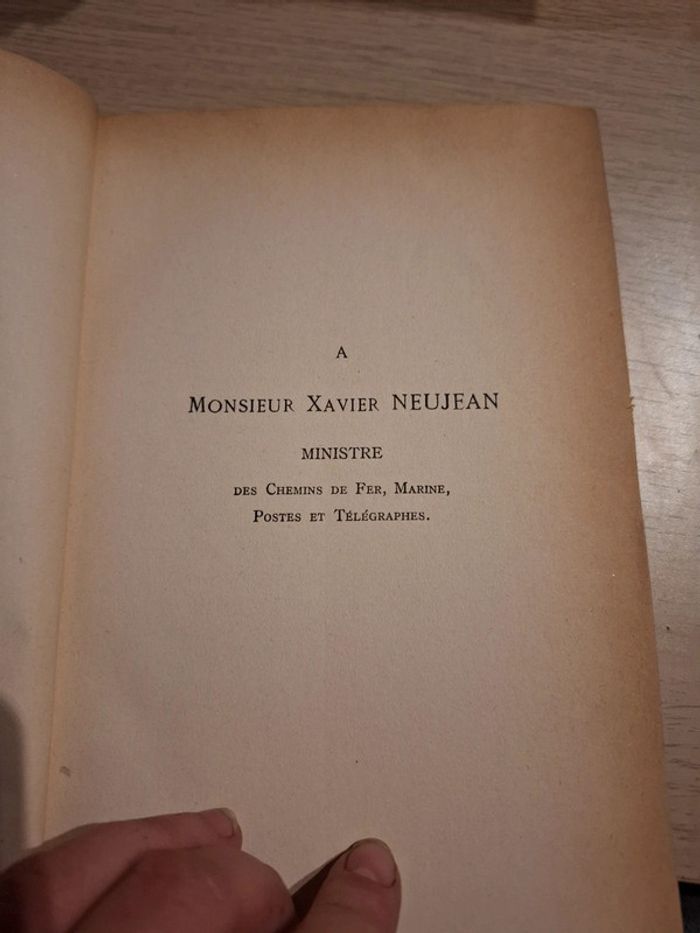 A
MONSIEUR XAVIER NEUJEAN
MINISTRE
DES CHEMINS DE FER, MARINE,
POSTES ET TÉLÉGRAPHES.